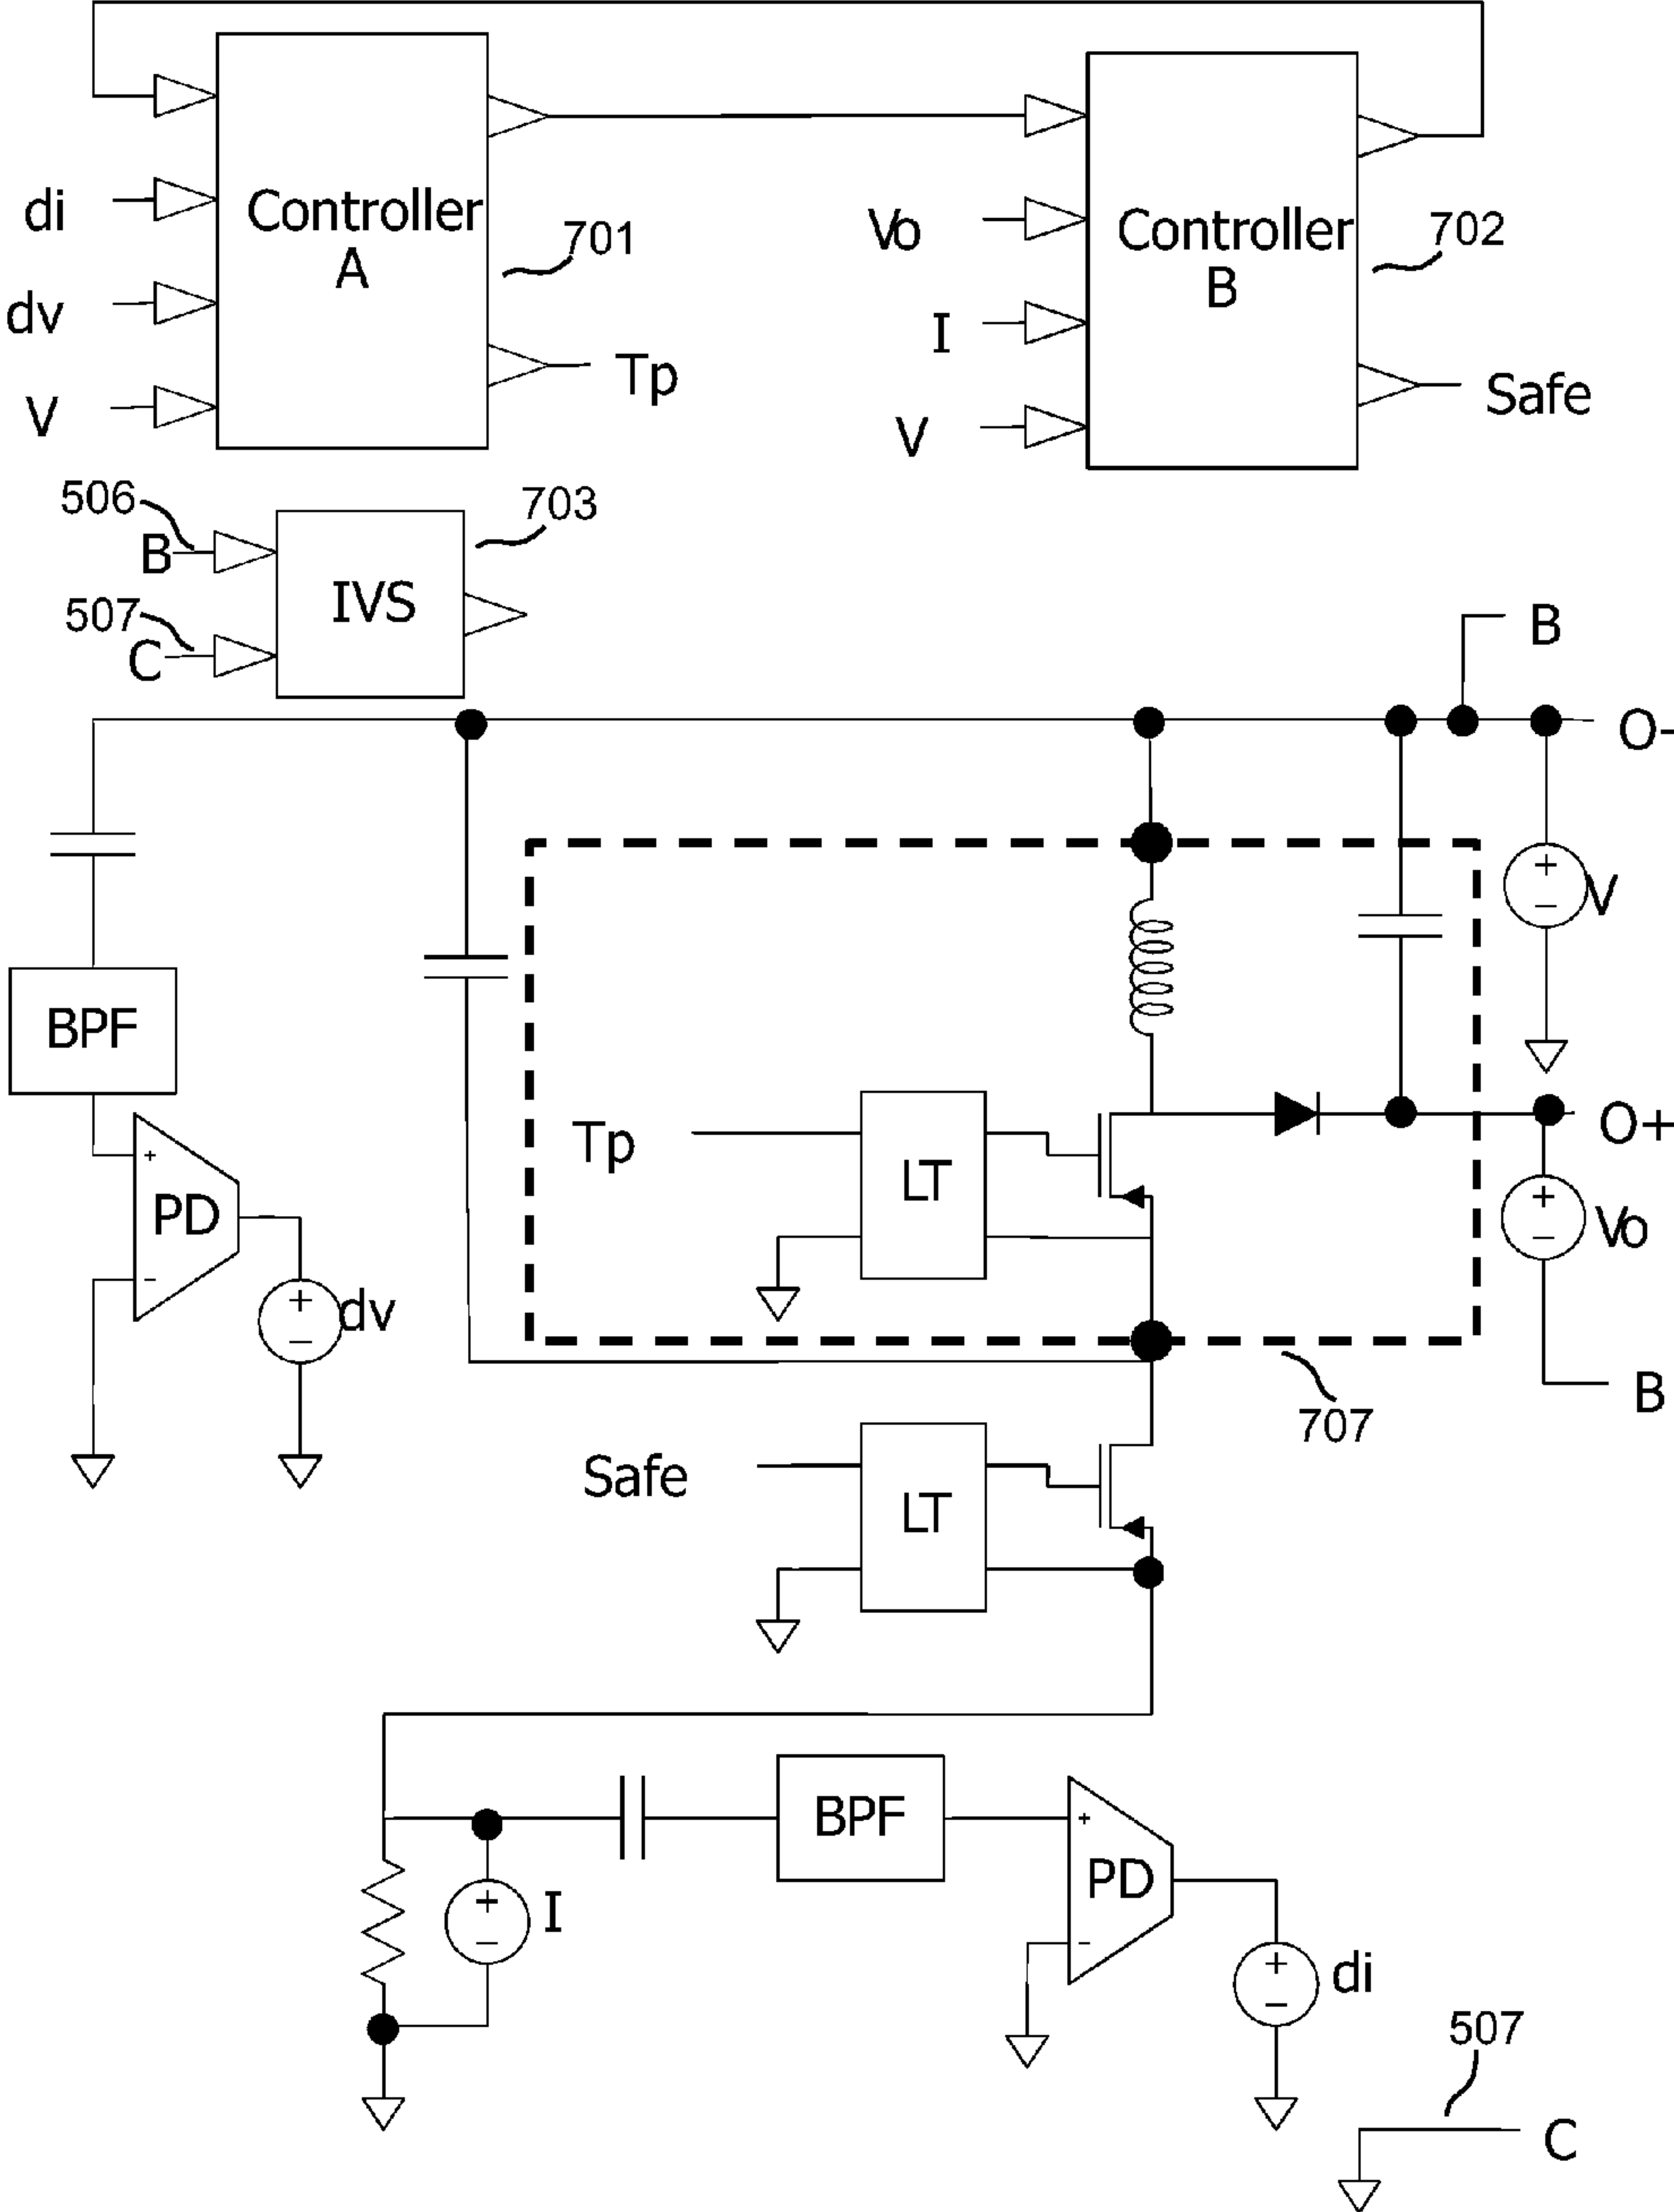 Controller
A
701
di
dv
V
Tp
Controller
B
702
Vo
I
V
Safe
506
B
507
C
IVS
703
B
O-
+
−
V
BPF
+
PD
−
+
−
dv
Tp
LT
O+
+
−
Vo
B
707
Safe
LT
+
−
I
BPF
+
PD
−
+
−
di
507
C